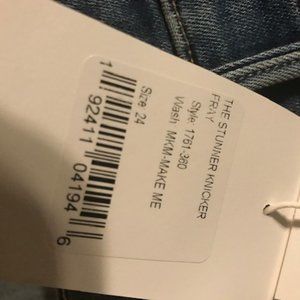 THE STUNNER KNICKER
FRAY
Style: 1761-360
Wash: MKM-MAKE ME
Size: 24
1 92411 04194 6